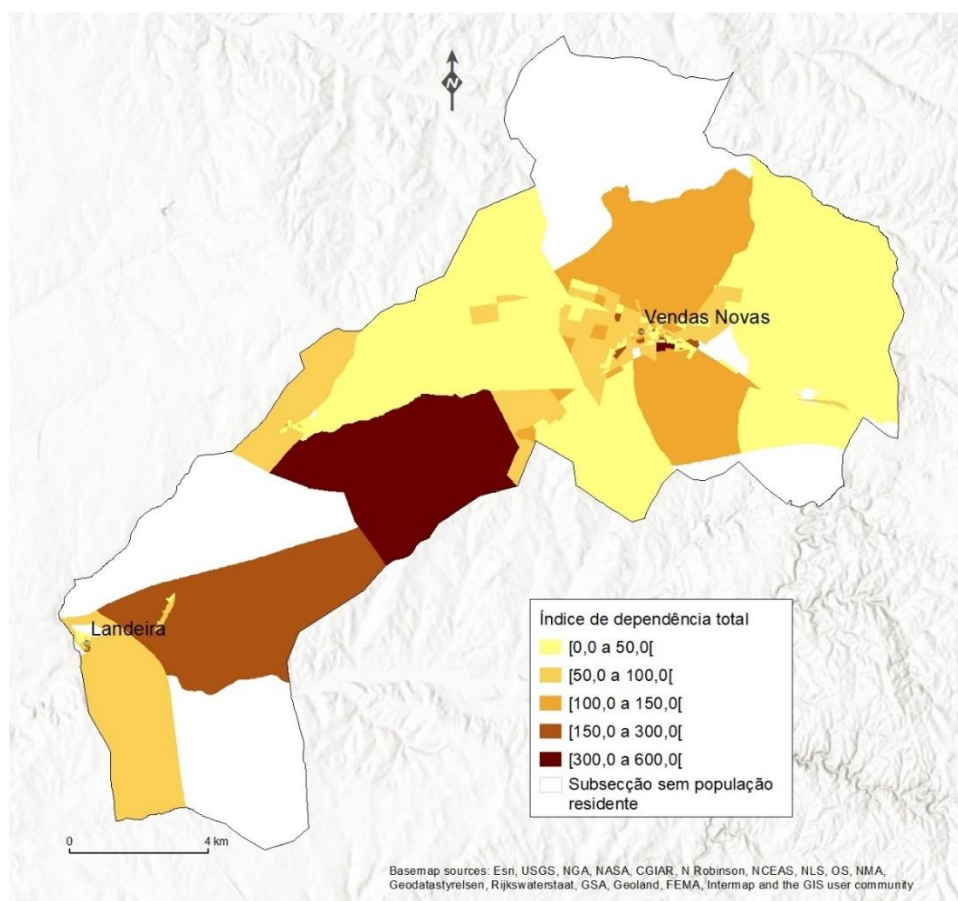 N
Vendas Novas
Landeira
Índice de dependência total
[0,0 a 50,0[
[50,0 a 100,0[
[100,0 a 150,0[
[150,0 a 300,0[
[300,0 a 600,0[
Subsecção sem população
residente
0 4 km
Basemap sources: Esri, USGS, NGA, NASA, CGIAR, N Robinson, NCEAS, NLS, OS, NMA,
Geodatastyrelsen, Rijkswaterstaat, GSA, Geoland, FEMA, Intermap and the GIS user community